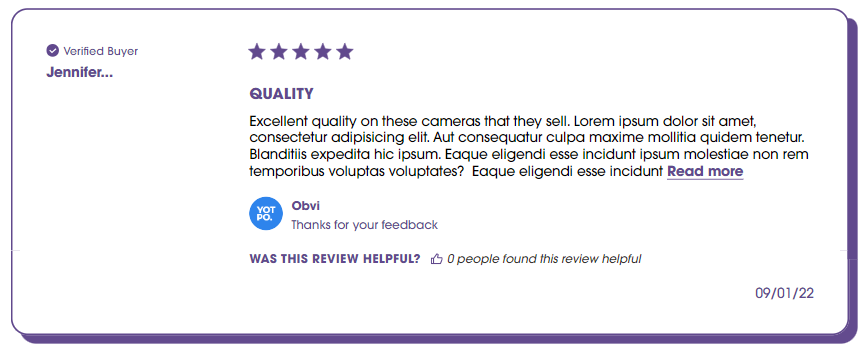 Verified Buyer
Jennifer...
QUALITY
Excellent quality on these cameras that they sell. Lorem ipsum dolor sit amet,
consectetur adipisicing elit. Aut consequatur culpa maxime mollitia quidem tenetur.
Blanditiis expedita hic ipsum. Eaque eligendi esse incidunt ipsum molestiae non rem
temporibus voluptas voluptates?  Eaque eligendi esse incidunt Read more
YOT
PO.
Obvi
Thanks for your feedback
WAS THIS REVIEW HELPFUL? 0 people found this review helpful
09/01/22